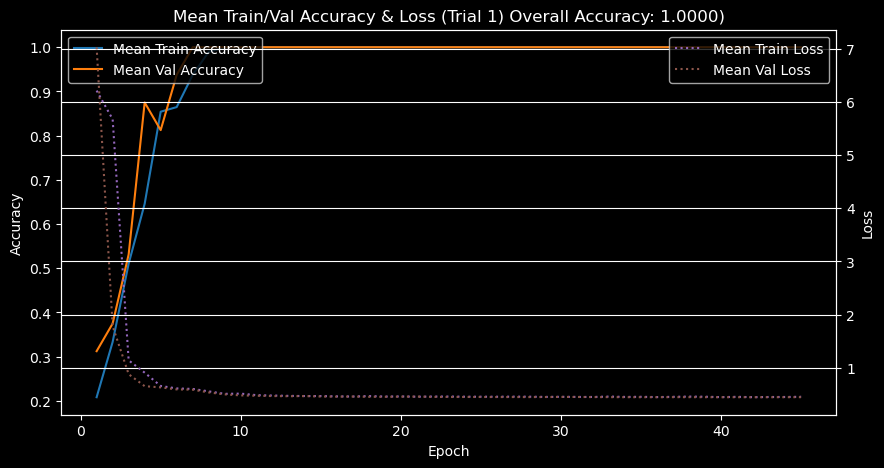 Mean Train/Val Accuracy & Loss (Trial 1) Overall Accuracy: 1.0000)
Mean Train Accuracy
Mean Val Accuracy
Mean Train Loss
Mean Val Loss
1.0
0.9
0.8
0.7
0.6
0.5
0.4
0.3
0.2
Accuracy
7
6
5
4
3
2
1
Loss
0
10
20
30
40
Epoch